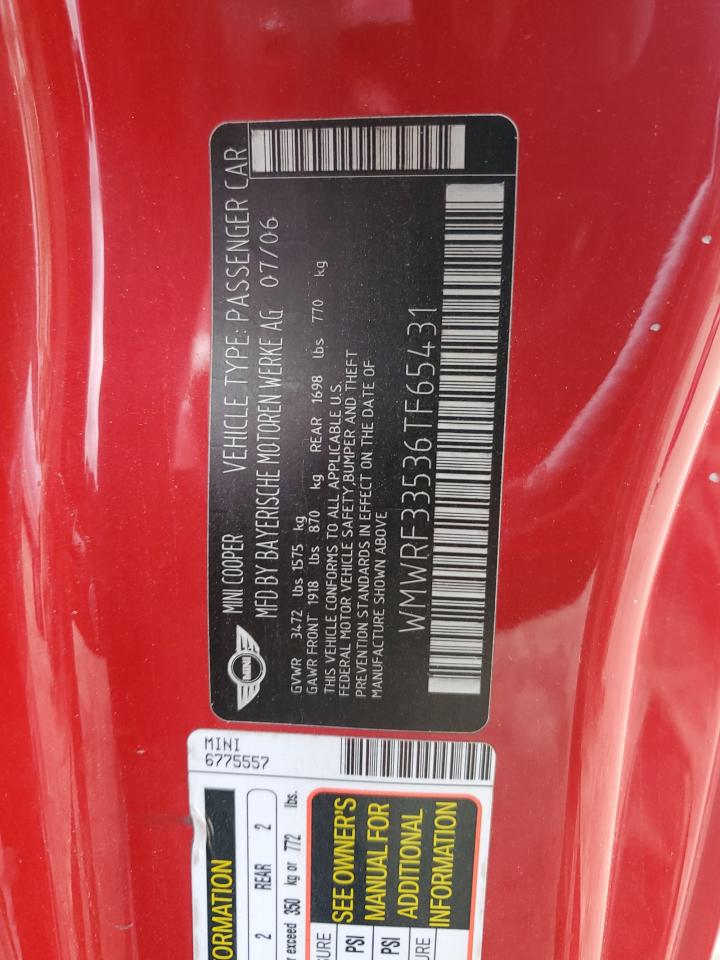 MINI COOPER VEHICLE TYPE: PASSENGER CAR
MFD BY BAYERISCHE MOTOREN WERKE AG 07/06
MINI
GVWR 3472 lbs 1575 kg
GAWR FRONT 1918 lbs 870 kg REAR 1698 lbs 770 kg
THIS VEHICLE CONFORMS TO ALL APPLICABLE U.S.
FEDERAL MOTOR VEHICLE SAFETY, BUMPER AND THEFT
PREVENTION STANDARDS IN EFFECT ON THE DATE OF
MANUFACTURE SHOWN ABOVE
WMWRF33536TF65431
MINI
6775557
ORMATION
2 REAR 2
r exceed 350 kg or 772 lbs.
SEE OWNER'S
MANUAL FOR
ADDITIONAL
INFORMATION
URE
PSI
PSI
URE